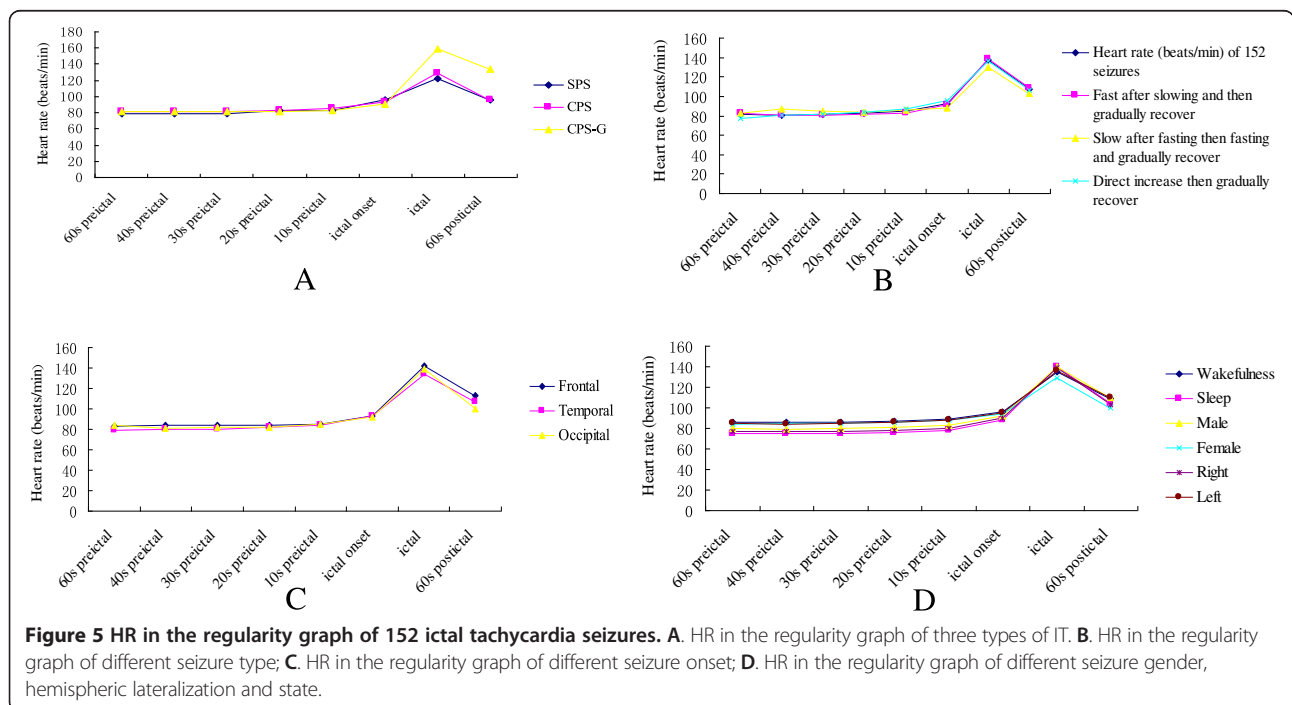 Heart rate (beats/min)
180
160
140
120
100
80
60
40
20
0
60s preictal
40s preictal
30s preictal
20s preictal
10s preictal
ictal onset
ictal
60s postictal
SPS
CPS
CPS-G
A
Heart rate (beats/min)
160
140
120
100
80
60
40
20
0
60s preictal
40s preictal
30s preictal
20s preictal
10s preictal
ictal onset
ictal
60s postictal
Heart rate (beats/min) of 152
seizures
Fast after slowing and then
gradually recover
Slow after fasting then fasting
and gradually recover
Direct increase then gradually
recover
B
Heart rate (beats/min)
160
140
120
100
80
60
40
20
0
60s preictal
40s preictal
30s preictal
20s preictal
10s preictal
ictal onset
ictal
60s postictal
Frontal
Temporal
Occipital
C
Heart rate (beats/min)
160
140
120
100
80
60
40
20
0
60s preictal
40s preictal
30s preictal
20s preictal
10s preictal
ictal onset
ictal
60s postictal
Wakefulness
Sleep
Male
Female
Right
Left
D
Figure 5 HR in the regularity graph of 152 ictal tachycardia seizures. A. HR in the regularity graph of three types of IT. B. HR in the regularity
graph of different seizure type; C. HR in the regularity graph of different seizure onset; D. HR in the regularity graph of different seizure gender,
hemispheric lateralization and state.